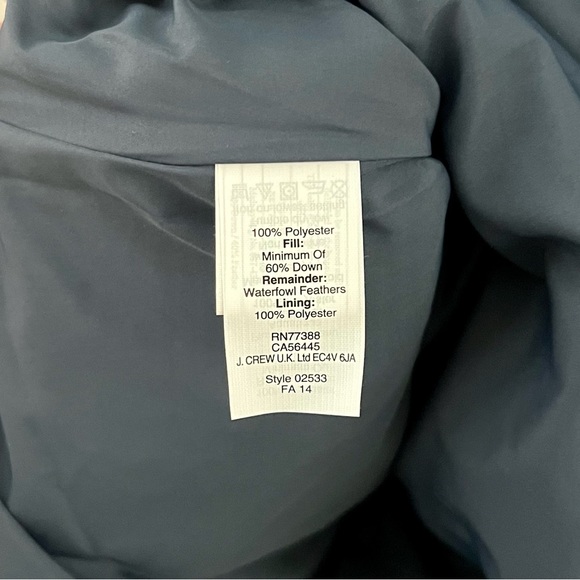 100% Polyester
Fill:
Minimum Of
60% Down
Remainder:
Waterfowl Feathers
Lining:
100% Polyester
RN77388
CA56445
J. CREW U.K. Ltd EC4V 6JA
Style 02533
FA 14